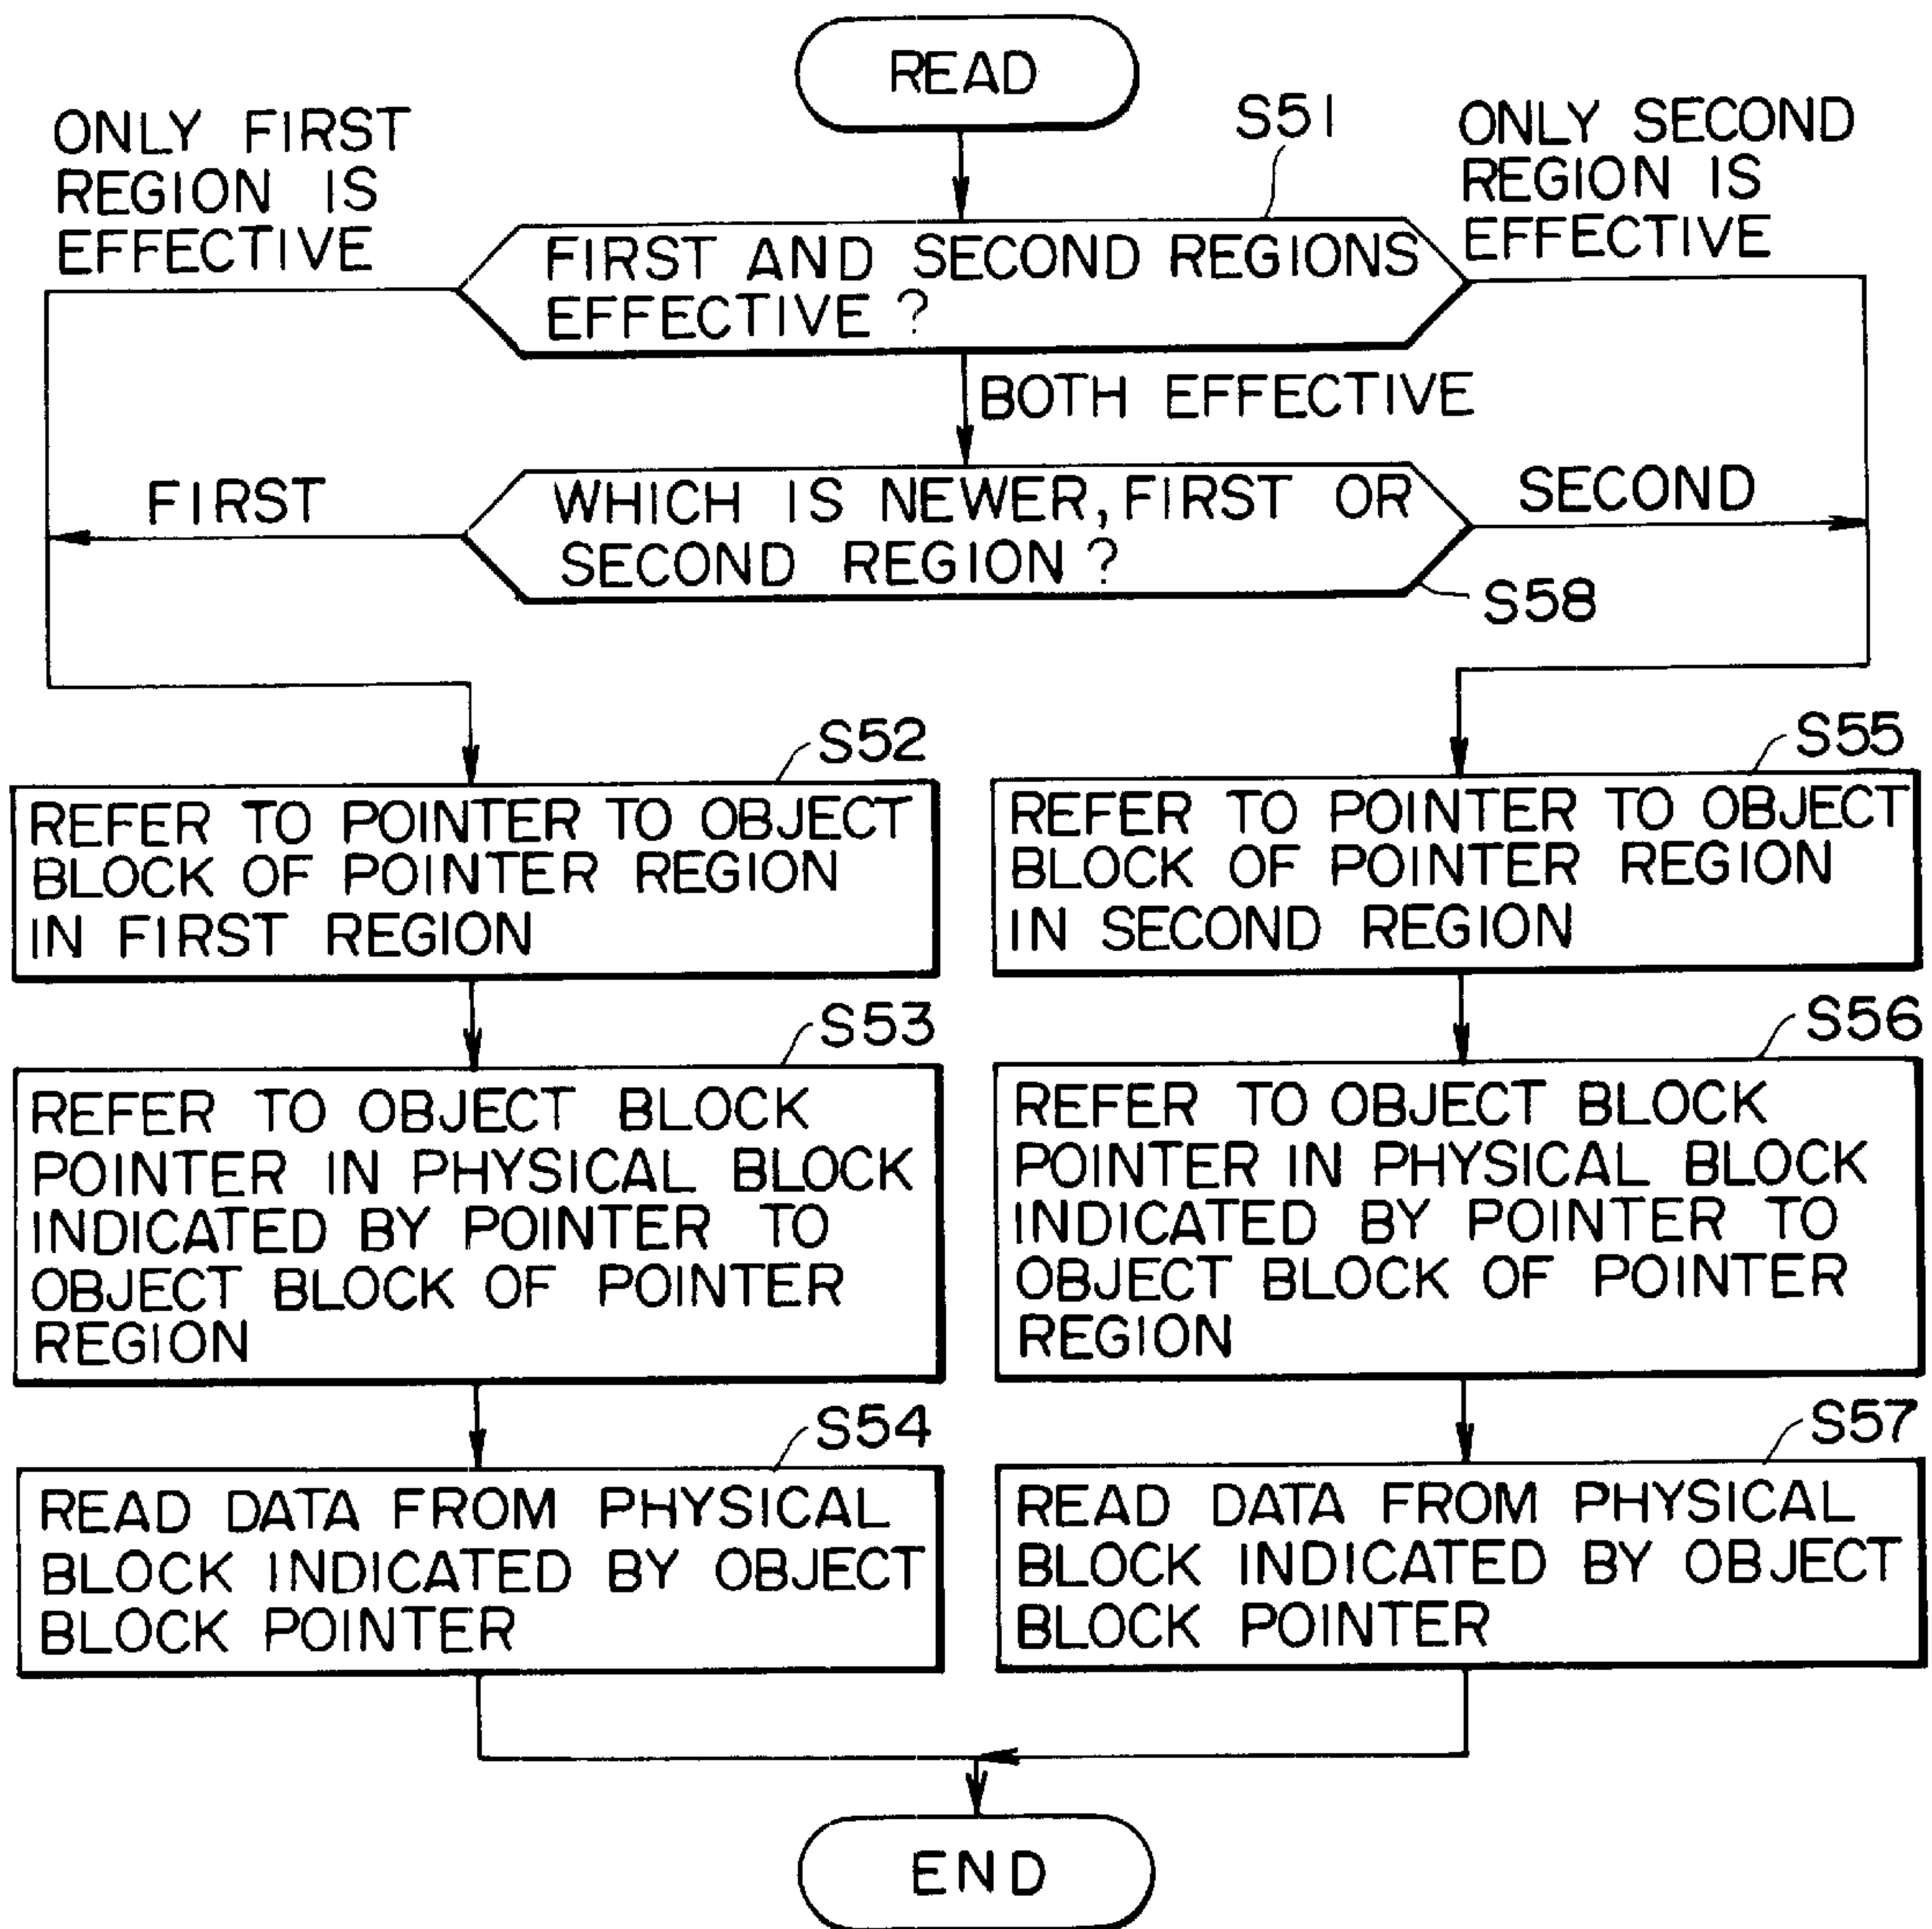 READ
ONLY FIRST
REGION IS
EFFECTIVE
S51
ONLY SECOND
REGION IS
EFFECTIVE
FIRST AND SECOND REGIONS
EFFECTIVE ?
BOTH EFFECTIVE
FIRST
WHICH IS NEWER, FIRST OR
SECOND REGION ?
SECOND
S58
S52
REFER TO POINTER TO OBJECT
BLOCK OF POINTER REGION
IN FIRST REGION
S55
REFER TO POINTER TO OBJECT
BLOCK OF POINTER REGION
IN SECOND REGION
S53
REFER TO OBJECT BLOCK
POINTER IN PHYSICAL BLOCK
INDICATED BY POINTER TO
OBJECT BLOCK OF POINTER
REGION
S56
REFER TO OBJECT BLOCK
POINTER IN PHYSICAL BLOCK
INDICATED BY POINTER TO
OBJECT BLOCK OF POINTER
REGION
S54
READ DATA FROM PHYSICAL
BLOCK INDICATED BY OBJECT
BLOCK POINTER
S57
READ DATA FROM PHYSICAL
BLOCK INDICATED BY OBJECT
BLOCK POINTER
END